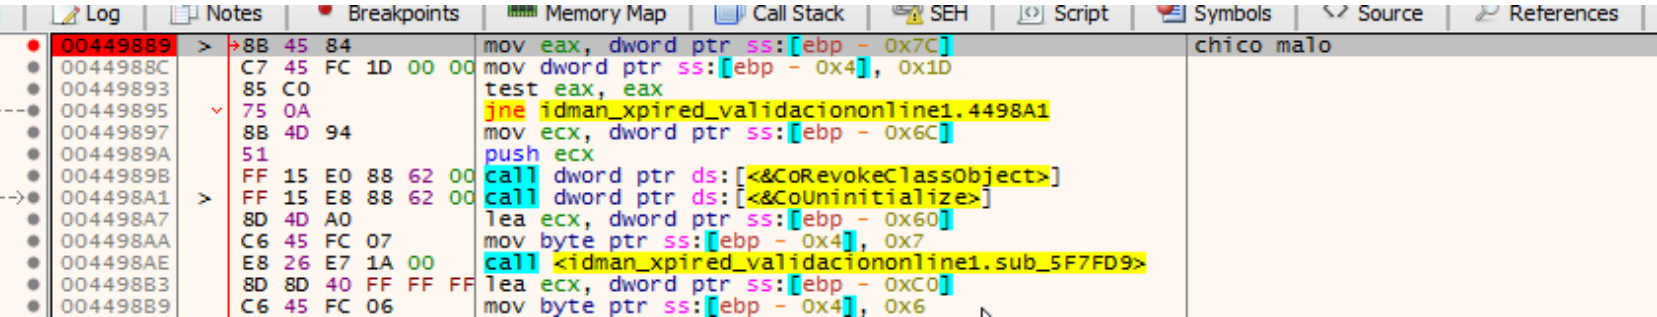 Log Notes Breakpoints Memory Map Call Stack SEH Script Symbols Source References
00449889 > 8B 45 84 mov eax, dword ptr ss:[ebp - 0x7C] chico malo
0044988C C7 45 FC 1D 00 00 mov dword ptr ss:[ebp - 0x4], 0x1D
00449893 85 C0 test eax, eax
00449895 75 0A jne idman_xpired_validaciononline1.4498A1
00449897 8B 4D 94 mov ecx, dword ptr ss:[ebp - 0x6C]
0044989A 51 push ecx
0044989B FF 15 E0 88 62 00 call dword ptr ds:[<&CoRevokeClassObject>]
004498A1 > FF 15 E8 88 62 00 call dword ptr ds:[<&CoUninitialize>]
004498A7 8D 4D A0 lea ecx, dword ptr ss:[ebp - 0x60]
004498AA C6 45 FC 07 mov byte ptr ss:[ebp - 0x4], 0x7
004498AE E8 26 E7 1A 00 call <idman_xpired_validaciononline1.sub_5F7FD9>
004498B3 8D 8D 40 FF FF FF lea ecx, dword ptr ss:[ebp - 0xC0]
004498B9 C6 45 FC 06 mov byte ptr ss:[ebp - 0x4], 0x6